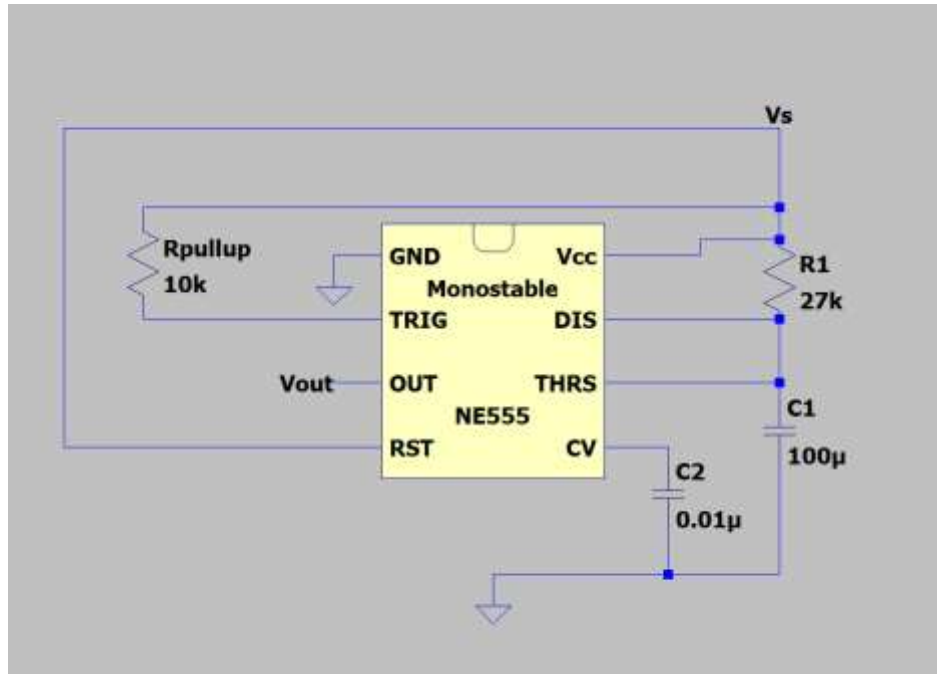 Vs
Rpullup
10k
GND
Vcc
Monostable
R1
27k
TRIG
DIS
Vout
OUT
THRS
NE555
C1
100µ
RST
CV
C2
0.01µ